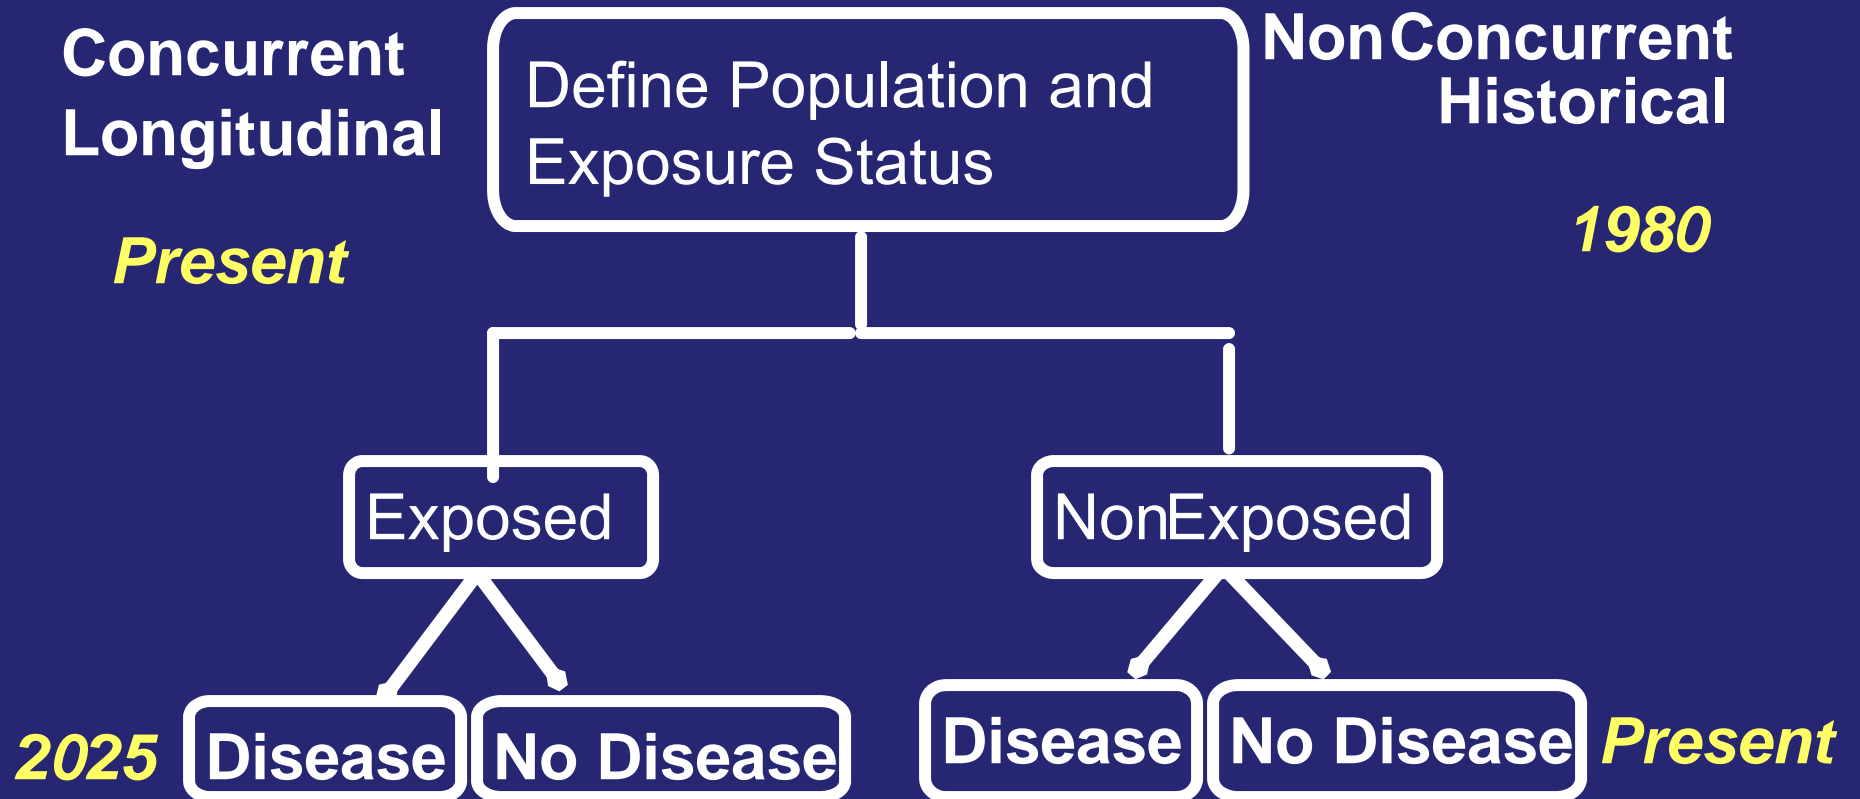 Concurrent
Longitudinal
Define Population and
Exposure Status
NonConcurrent
Historical
Present
1980
Exposed
NonExposed
2025
Disease
No Disease
Disease
No Disease
Present